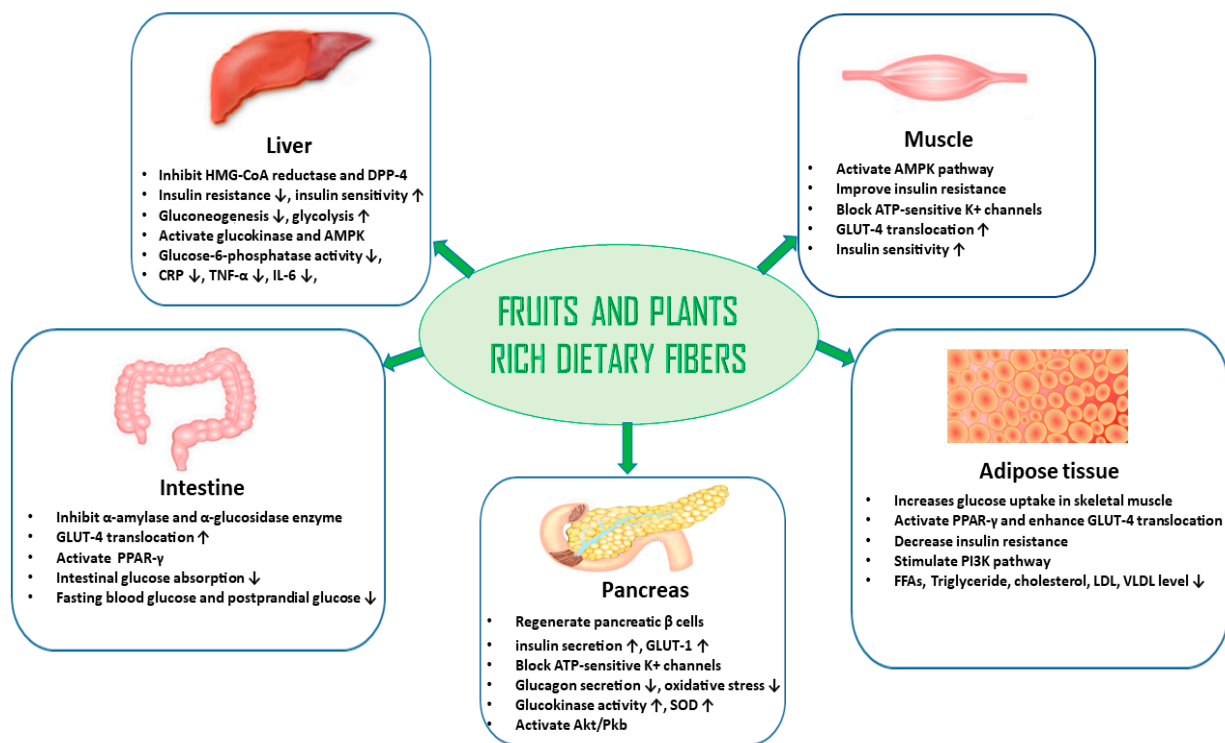 Liver
• Inhibit HMG-CoA reductase and DPP-4
• Insulin resistance ↓, insulin sensitivity ↑
• Gluconeogenesis ↓, glycolysis ↑
• Activate glucokinase and AMPK
• Glucose-6-phosphatase activity ↓,
• CRP ↓, TNF-α ↓, IL-6 ↓,
Muscle
• Activate AMPK pathway
• Improve insulin resistance
• Block ATP-sensitive K+ channels
• GLUT-4 translocation ↑
• Insulin sensitivity ↑
FRUITS AND PLANTS
RICH DIETARY FIBERS
Intestine
• Inhibit α-amylase and α-glucosidase enzyme
• GLUT-4 translocation ↑
• Activate PPAR-γ
• Intestinal glucose absorption ↓
• Fasting blood glucose and postprandial glucose ↓
Pancreas
• Regenerate pancreatic β cells
• insulin secretion ↑, GLUT-1 ↑
• Block ATP-sensitive K+ channels
• Glucagon secretion ↓, oxidative stress ↓
• Glucokinase activity ↑, SOD ↑
• Activate Akt/Pkb
Adipose tissue
• Increases glucose uptake in skeletal muscle
• Activate PPAR-γ and enhance GLUT-4 translocation
• Decrease insulin resistance
• Stimulate PI3K pathway
• FFAs, Triglyceride, cholesterol, LDL, VLDL level ↓